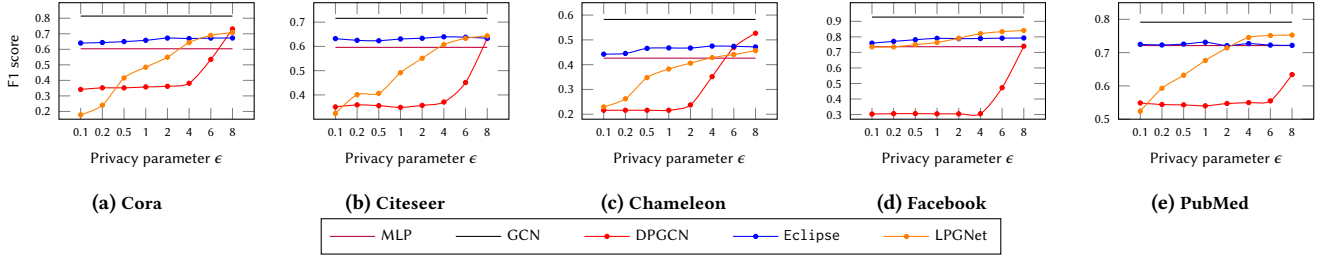 F1 score
0.8
0.7
0.6
0.5
0.4
0.3
0.2
0.1 0.2 0.5 1 2 4 6 8
Privacy parameter ϵ
(a) Cora
0.7
0.6
0.5
0.4
0.1 0.2 0.5 1 2 4 6 8
Privacy parameter ϵ
(b) Citeseer
0.6
0.5
0.4
0.3
0.2
0.1 0.2 0.5 1 2 4 6 8
Privacy parameter ϵ
(c) Chameleon
0.9
0.8
0.7
0.6
0.5
0.4
0.3
0.1 0.2 0.5 1 2 4 6 8
Privacy parameter ϵ
(d) Facebook
0.8
0.7
0.6
0.5
0.1 0.2 0.5 1 2 4 6 8
Privacy parameter ϵ
(e) PubMed
MLP GCN DPGCN Eclipse LPGNet